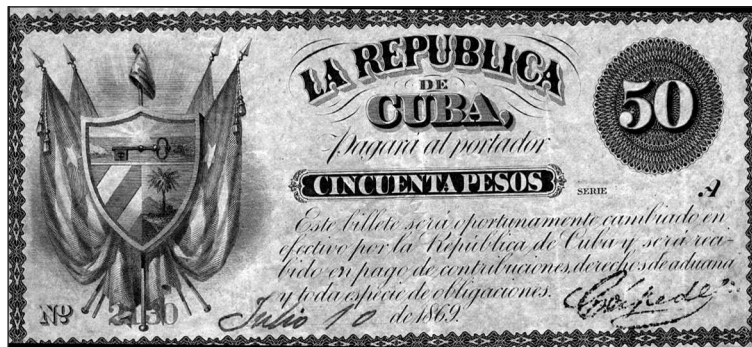 LA REPUBLICA
DE
CUBA,
Pagará al portador
50
CINCUENTA PESOS
SERIE A
Este billete será oportunamente cambiado en
efectivo por la República de Cuba y será reci-
bido en pago de contribuciones, derechos de aduana
y toda especie de obligaciones.
Nº
Julio 10 de 1869.